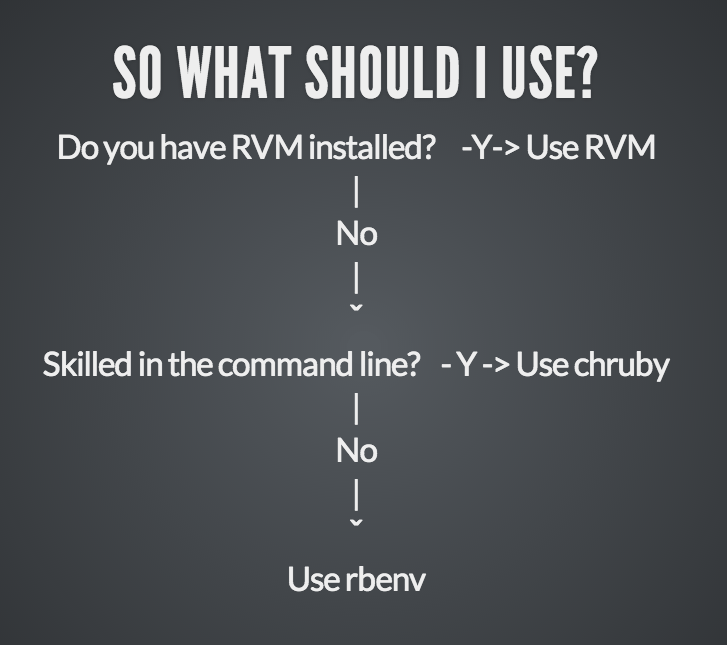 SO WHAT SHOULD I USE?
Do you have RVM installed? -Y-> Use RVM
|
No
|
ˇ
Skilled in the command line? - Y -> Use chruby
|
No
|
ˇ
Use rbenv